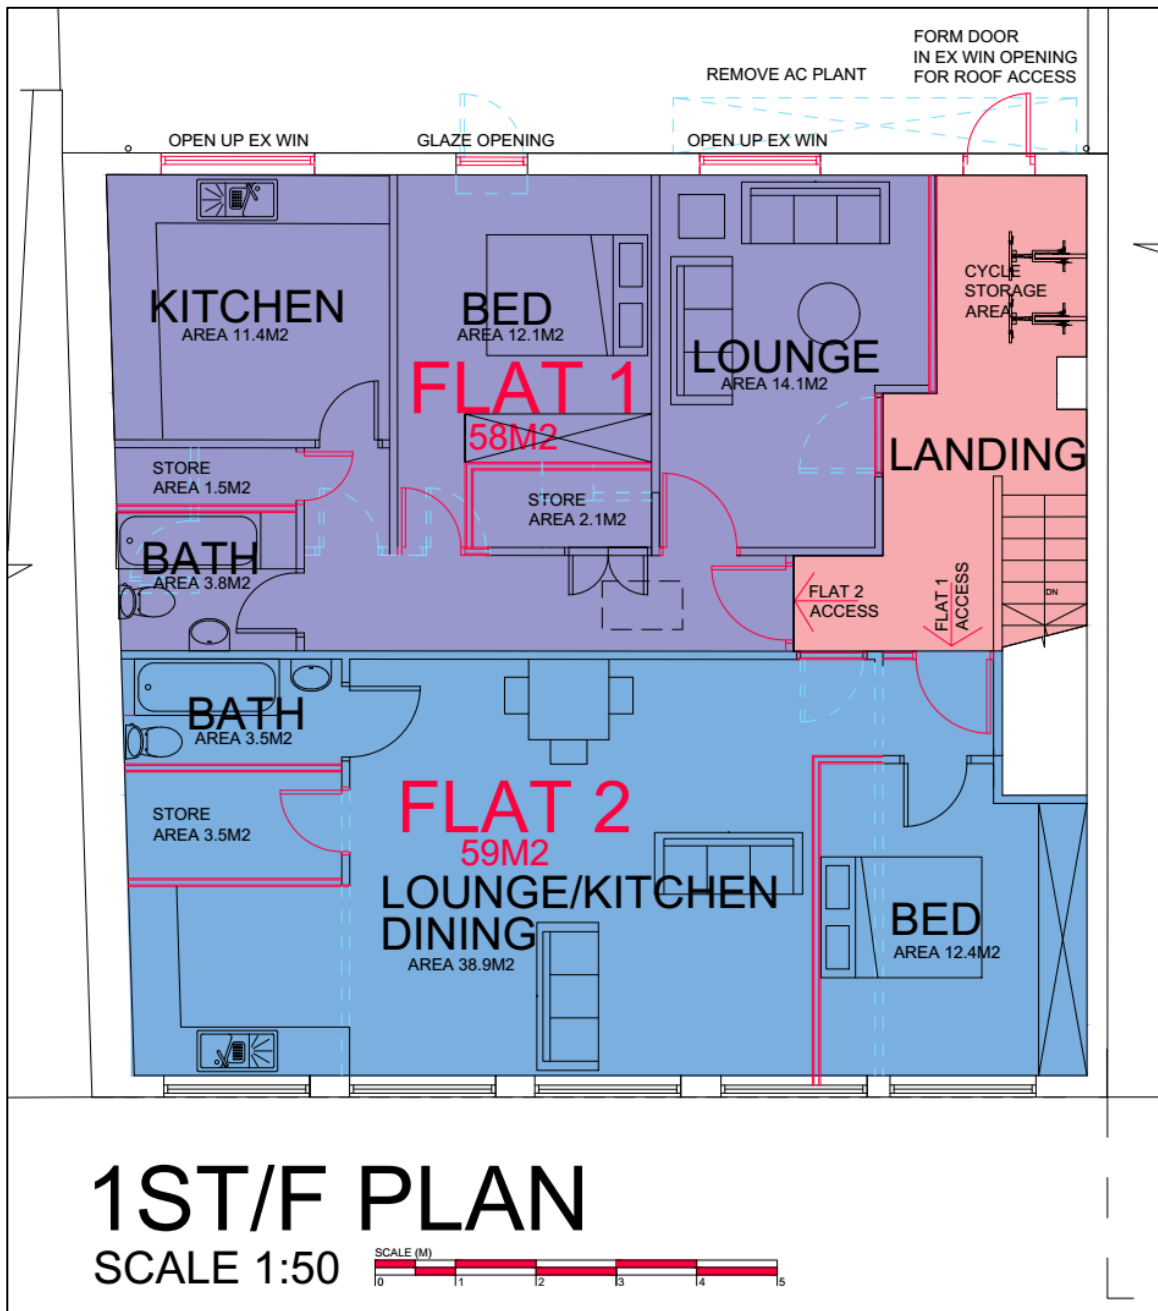 FORM DOOR
IN EX WIN OPENING
FOR ROOF ACCESS
REMOVE AC PLANT
OPEN UP EX WIN
GLAZE OPENING
OPEN UP EX WIN
KITCHEN
AREA 11.4M2
BED
AREA 12.1M2
LOUNGE
AREA 14.1M2
CYCLE
STORAGE
AREA
FLAT 1
58M2
LANDING
STORE
AREA 1.5M2
STORE
AREA 2.1M2
BATH
AREA 3.8M2
FLAT 2
ACCESS
FLAT 1
ACCESS
DN
BATH
AREA 3.5M2
STORE
AREA 3.5M2
FLAT 2
59M2
LOUNGE/KITCHEN
DINING
AREA 38.9M2
BED
AREA 12.4M2
1ST/F PLAN
SCALE 1:50
SCALE (M)
0 1 2 3 4 5